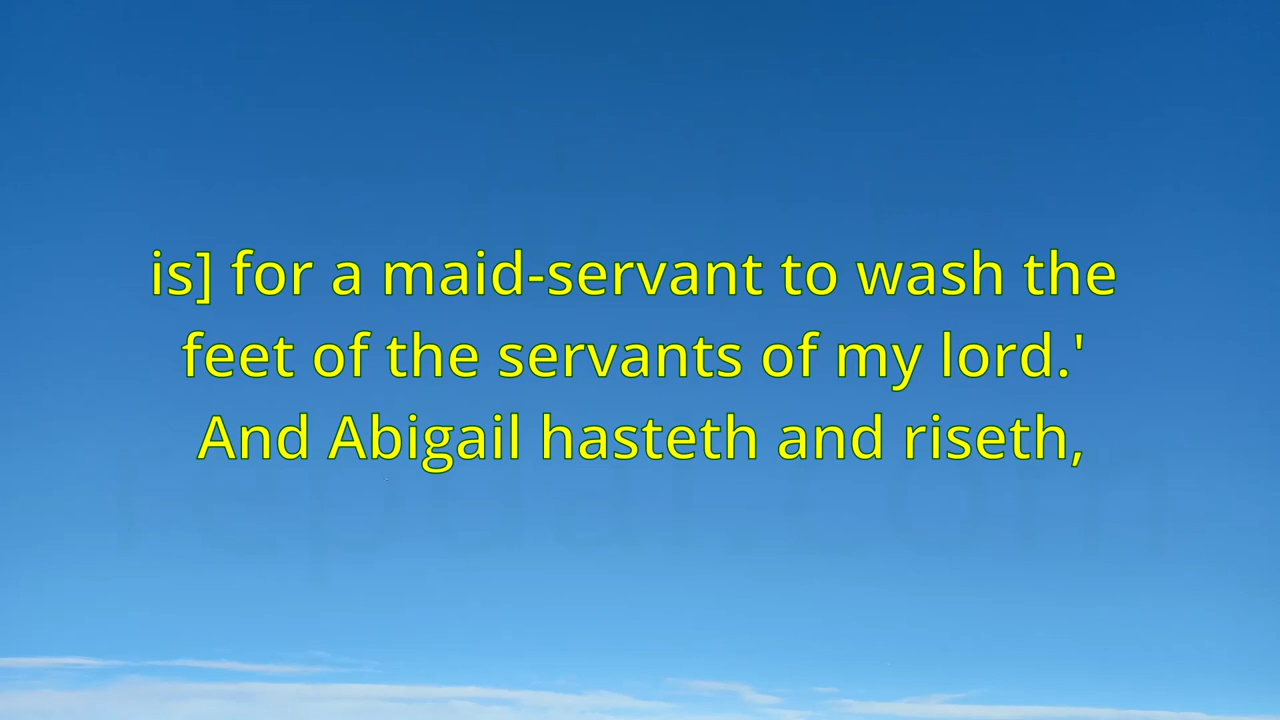 is] for a maid-servant to wash the
feet of the servants of my lord.'
And Abigail hasteth and riseth,